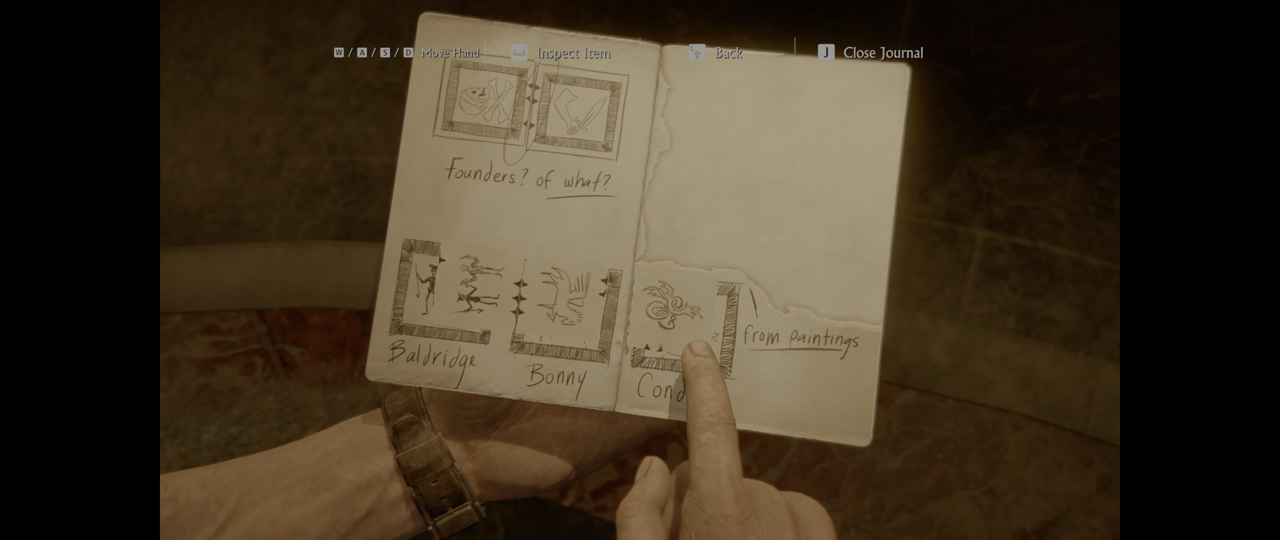 W / A / S / D Move Hand Inspect Item Back J Close Journal
Founders? of what?
from paintings
Baldridge
Bonny